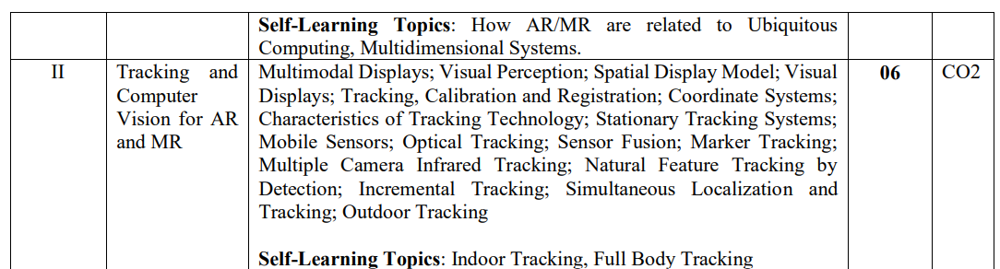 Self-Learning Topics: How AR/MR are related to Ubiquitous
Computing, Multidimensional Systems.
II
Tracking and
Computer
Vision for AR
and MR
Multimodal Displays; Visual Perception; Spatial Display Model; Visual
Displays; Tracking, Calibration and Registration; Coordinate Systems;
Characteristics of Tracking Technology; Stationary Tracking Systems;
Mobile Sensors; Optical Tracking; Sensor Fusion; Marker Tracking;
Multiple Camera Infrared Tracking; Natural Feature Tracking by
Detection; Incremental Tracking; Simultaneous Localization and
Tracking; Outdoor Tracking
Self-Learning Topics: Indoor Tracking, Full Body Tracking
06
CO2